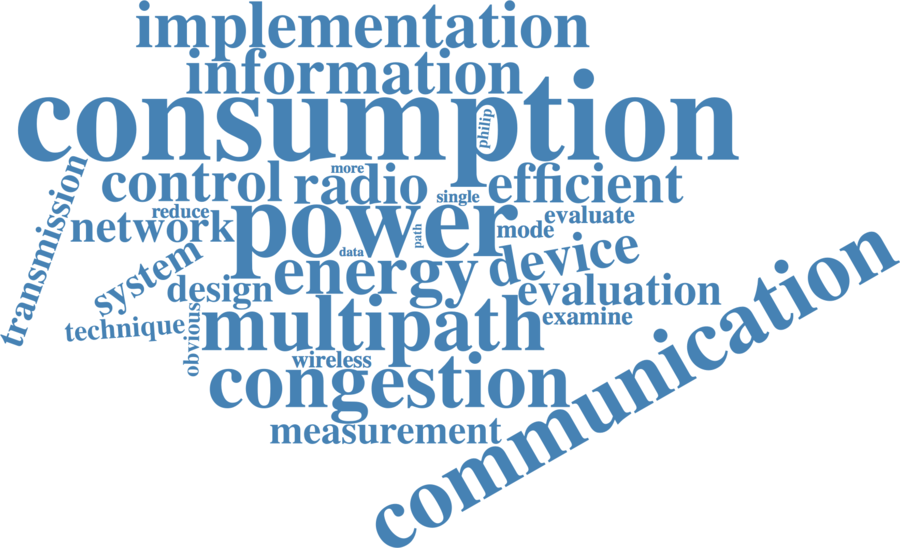 implementation
information
consumption
philip
transmission
control
radio
more
single
efficient
reduce
network
power
path
data
mode
evaluate
system
design
energy
device
evaluation
technique
obvious
multipath
examine
wireless
congestion
measurement
communication